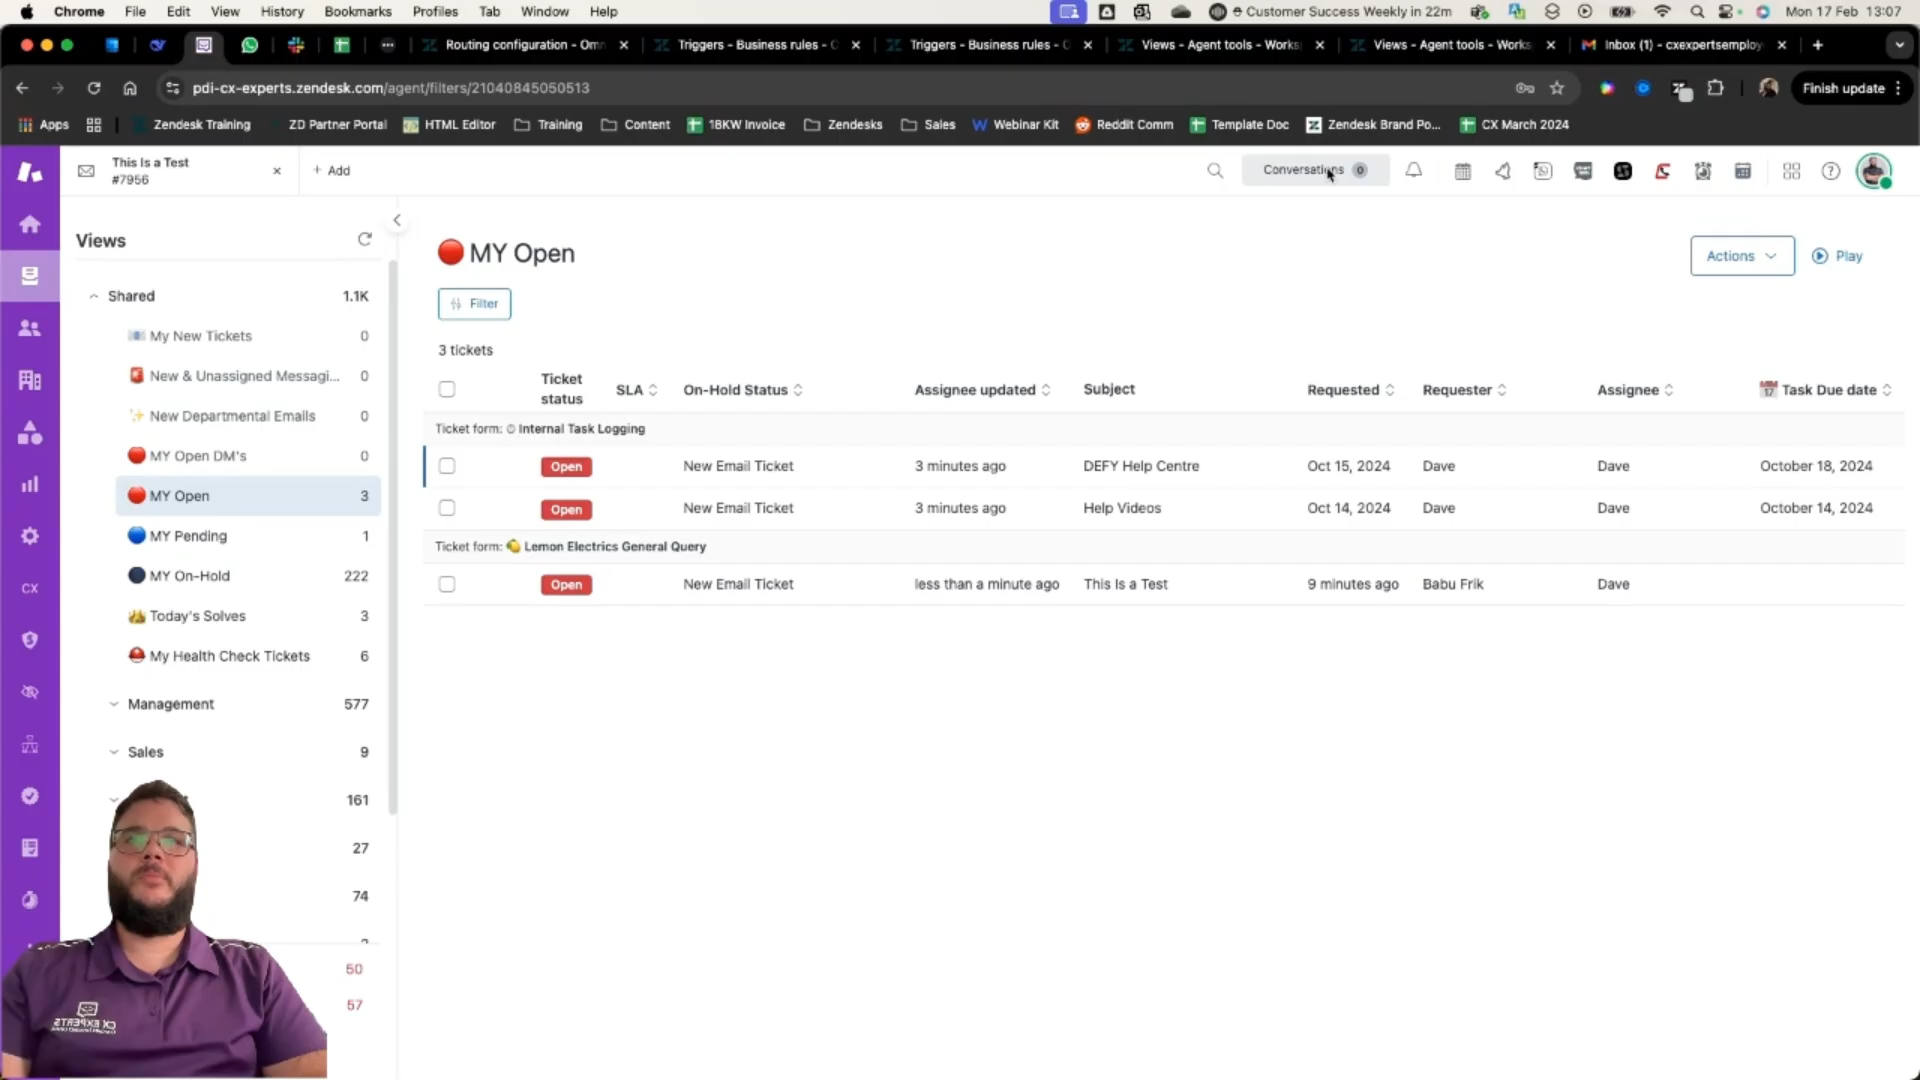 Chrome File Edit View History Bookmarks Profiles Tab Window Help
Customer Success Weekly in 22m
Mon 17 Feb 13:07
Routing configuration - Omn
Triggers - Business rules -
Triggers - Business rules -
Views - Agent tools - Works
Views - Agent tools - Works
Inbox (1) - cxexpertsemploy
pdi-cx-experts.zendesk.com/agent/filters/21040845050513
Finish update
Apps
Zendesk Training
ZD Partner Portal
HTML Editor
Training
Content
18KW Invoice
Zendesks
Sales
Webinar Kit
Reddit Comm
Template Doc
Zendesk Brand Po...
CX March 2024
This Is a Test
#7956
+ Add
Conversations 0
Views
Shared 1.1K
My New Tickets 0
New & Unassigned Messagi... 0
New Departmental Emails 0
MY Open DM's 0
MY Open 3
MY Pending 1
MY On-Hold 222
Today's Solves 3
My Health Check Tickets 6
Management 577
Sales 9
161
27
74
50
57
CX
CX EXPERTS
MY Open
Actions
Play
Filter
3 tickets
Ticket status SLA On-Hold Status Assignee updated Subject Requested Requester Assignee 17 Task Due date
Ticket form: Internal Task Logging
Open New Email Ticket 3 minutes ago DEFY Help Centre Oct 15, 2024 Dave Dave October 18, 2024
Open New Email Ticket 3 minutes ago Help Videos Oct 14, 2024 Dave Dave October 14, 2024
Ticket form: Lemon Electrics General Query
Open New Email Ticket less than a minute ago This Is a Test 9 minutes ago Babu Frik Dave